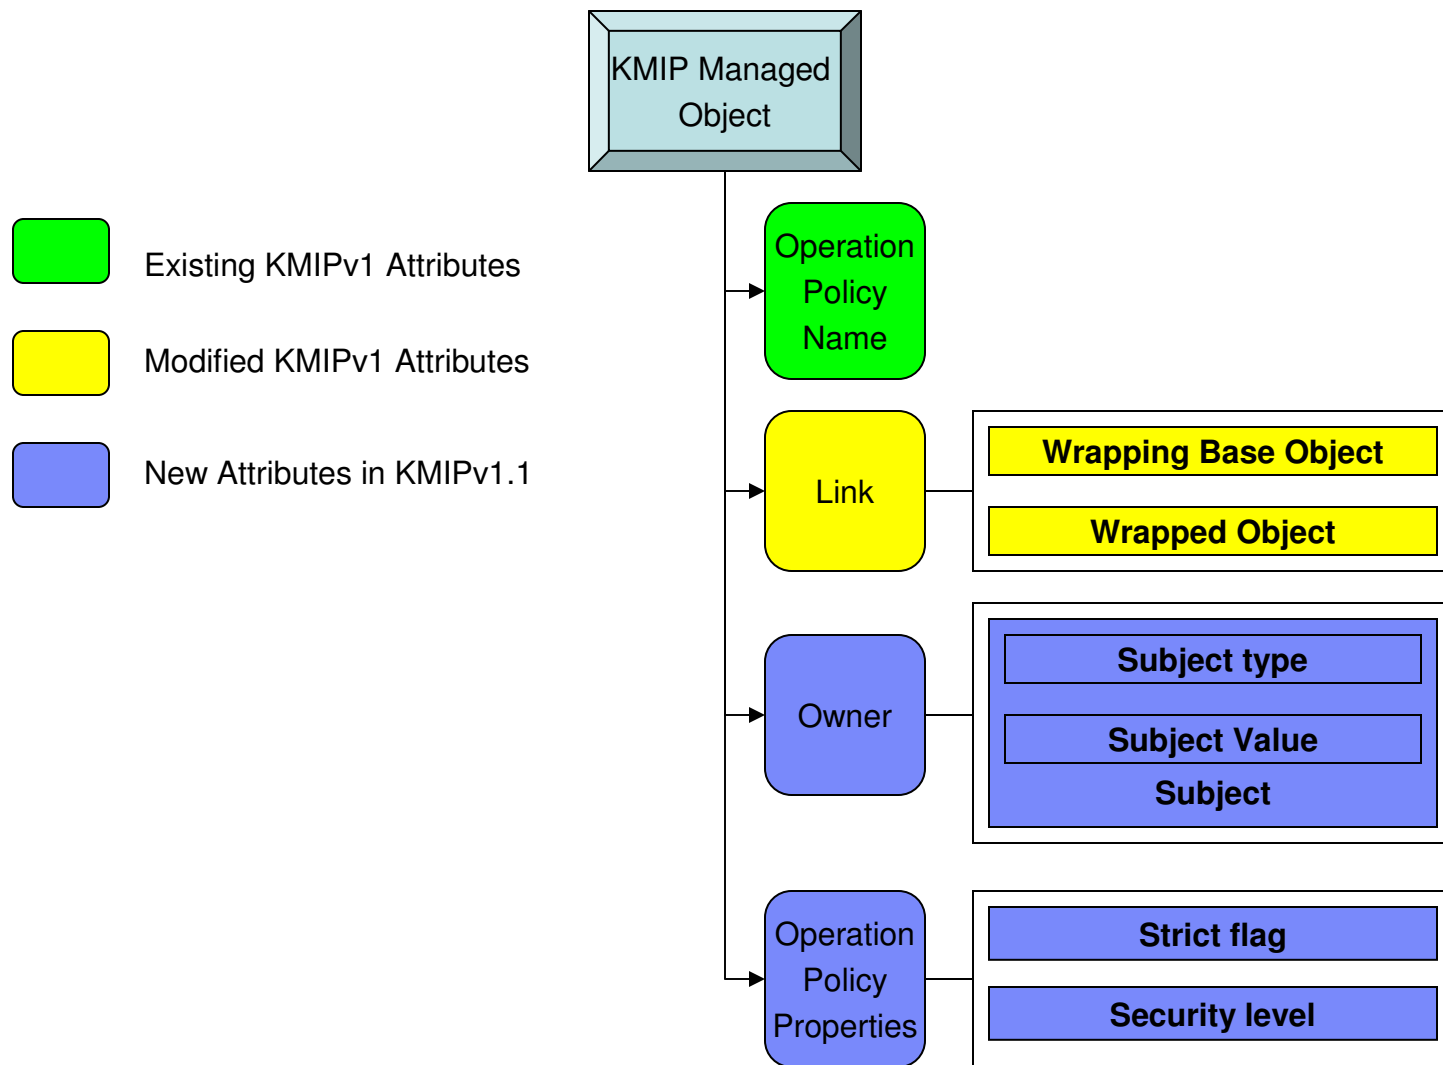 KMIP Managed
Object
Existing KMIPv1 Attributes
Modified KMIPv1 Attributes
New Attributes in KMIPv1.1
Operation
Policy
Name
Link
Wrapping Base Object
Wrapped Object
Owner
Subject type
Subject Value
Subject
Operation
Policy
Properties
Strict flag
Security level